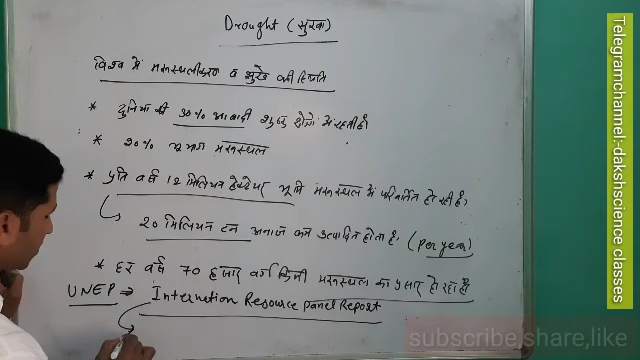 Drought (सूखा)
विश्व में मरूस्थलीकरण व सुखे की स्थिति
* दुनिया की 30% आबादी शुष्क क्षेत्रों में रहती है।
* 20% भूभाग मरूस्थल
* प्रति वर्ष 12 मिलियन हेक्टेयर भूमि मरूस्थल में परिवर्तित हो रही है।
20 मिलियन टन अनाज कम उत्पादित होता है। (per year)
* हर वर्ष 70 हजार वर्ग किमी मरूस्थल का प्रसार हो रहा है
UNEP ⇒ Internetion Resource panel Report
subscribe,share,like
Telegramchannel:-dakshscience classes